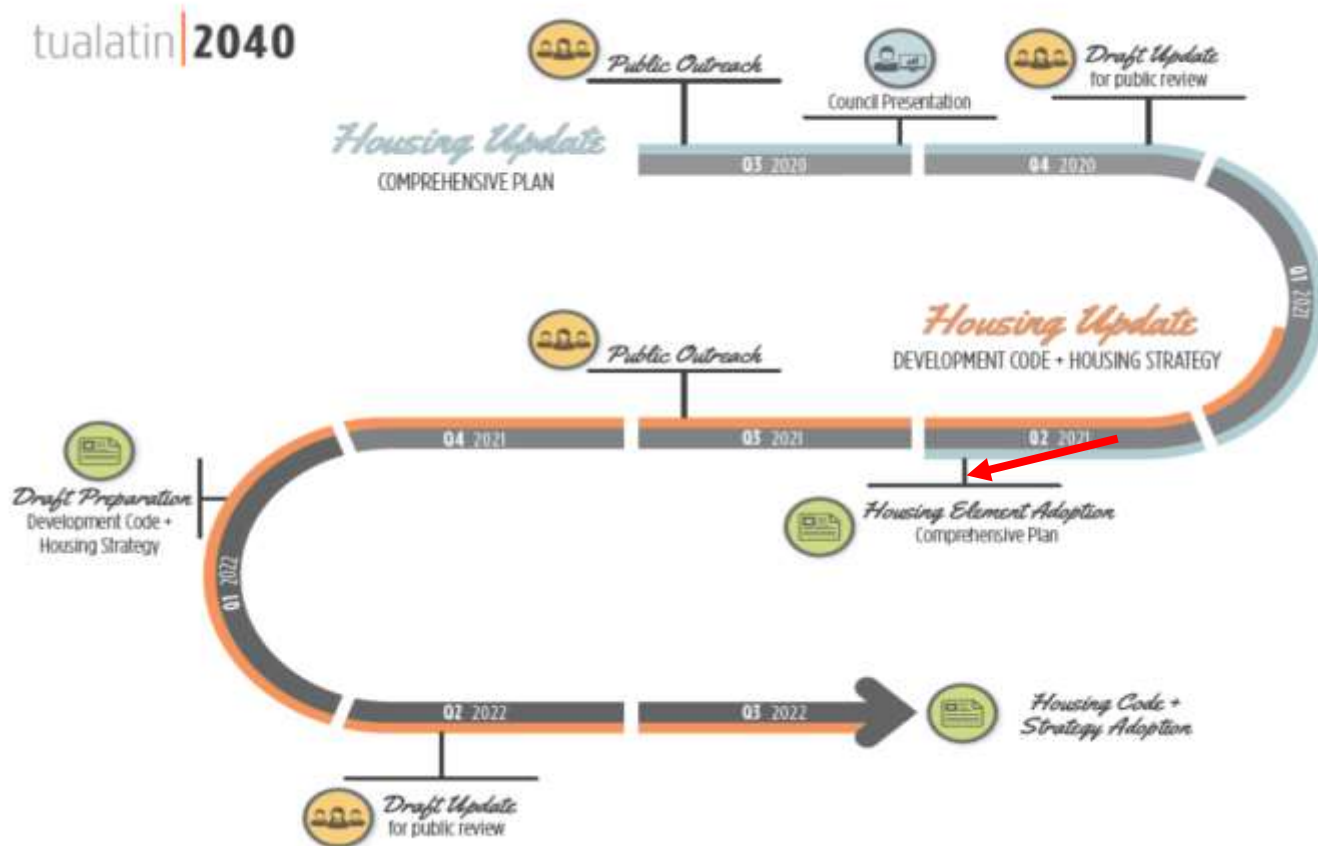 tualatin 2040
Public Outreach
Council Presentation
Draft Update
for public review
Housing Update
COMPREHENSIVE PLAN
Q3 2020
Q4 2020
Q1 2021
Housing Update
DEVELOPMENT CODE + HOUSING STRATEGY
Public Outreach
Q4 2021
Q3 2021
Q2 2021
Housing Element Adoption
Comprehensive Plan
Draft Preparation
Development Code +
Housing Strategy
Q1 2022
Q2 2022
Q3 2022
Housing Code +
Strategy Adoption
Draft Update
for public review